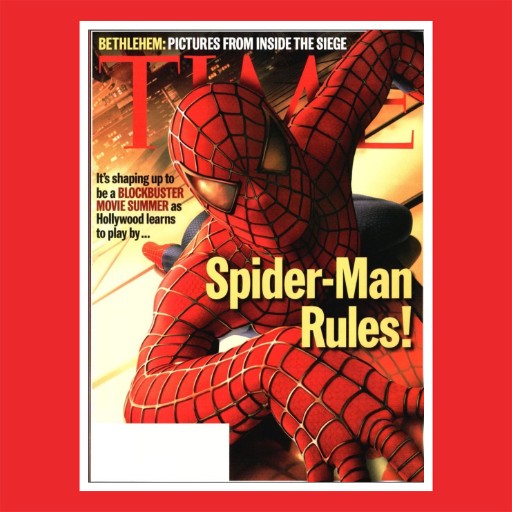 BETHLEHEM: PICTURES FROM INSIDE THE SIEGE
TIME
It's shaping up to
be a BLOCKBUSTER
MOVIE SUMMER as
Hollywood learns
to play by...
Spider-Man
Rules!